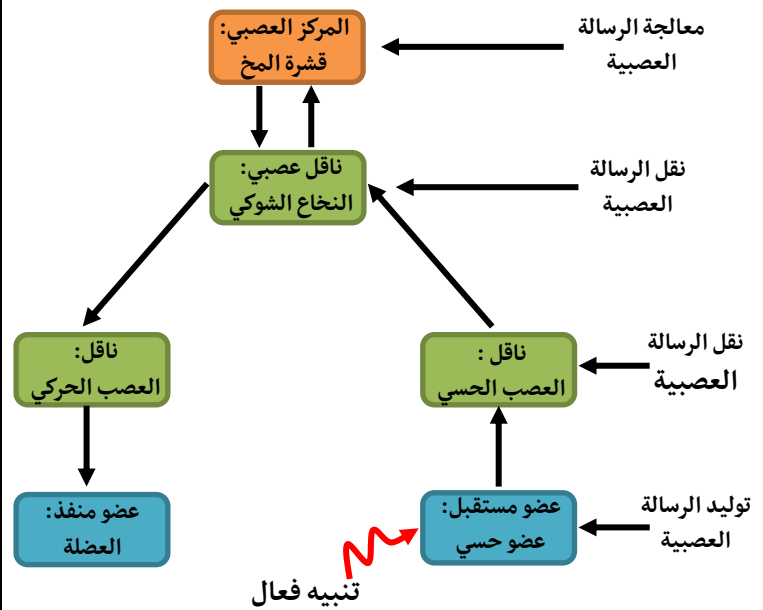 المركز العصبي:
قشرة المخ
معالجة الرسالة
العصبية
ناقل عصبي:
النخاع الشوكي
نقل الرسالة
العصبية
ناقل :
العصب الحسي
نقل الرسالة
العصبية
ناقل:
العصب الحركي
عضو مستقبل:
عضو حسي
توليد الرسالة
العصبية
عضو منفذ:
العضلة
تنبيه فعال